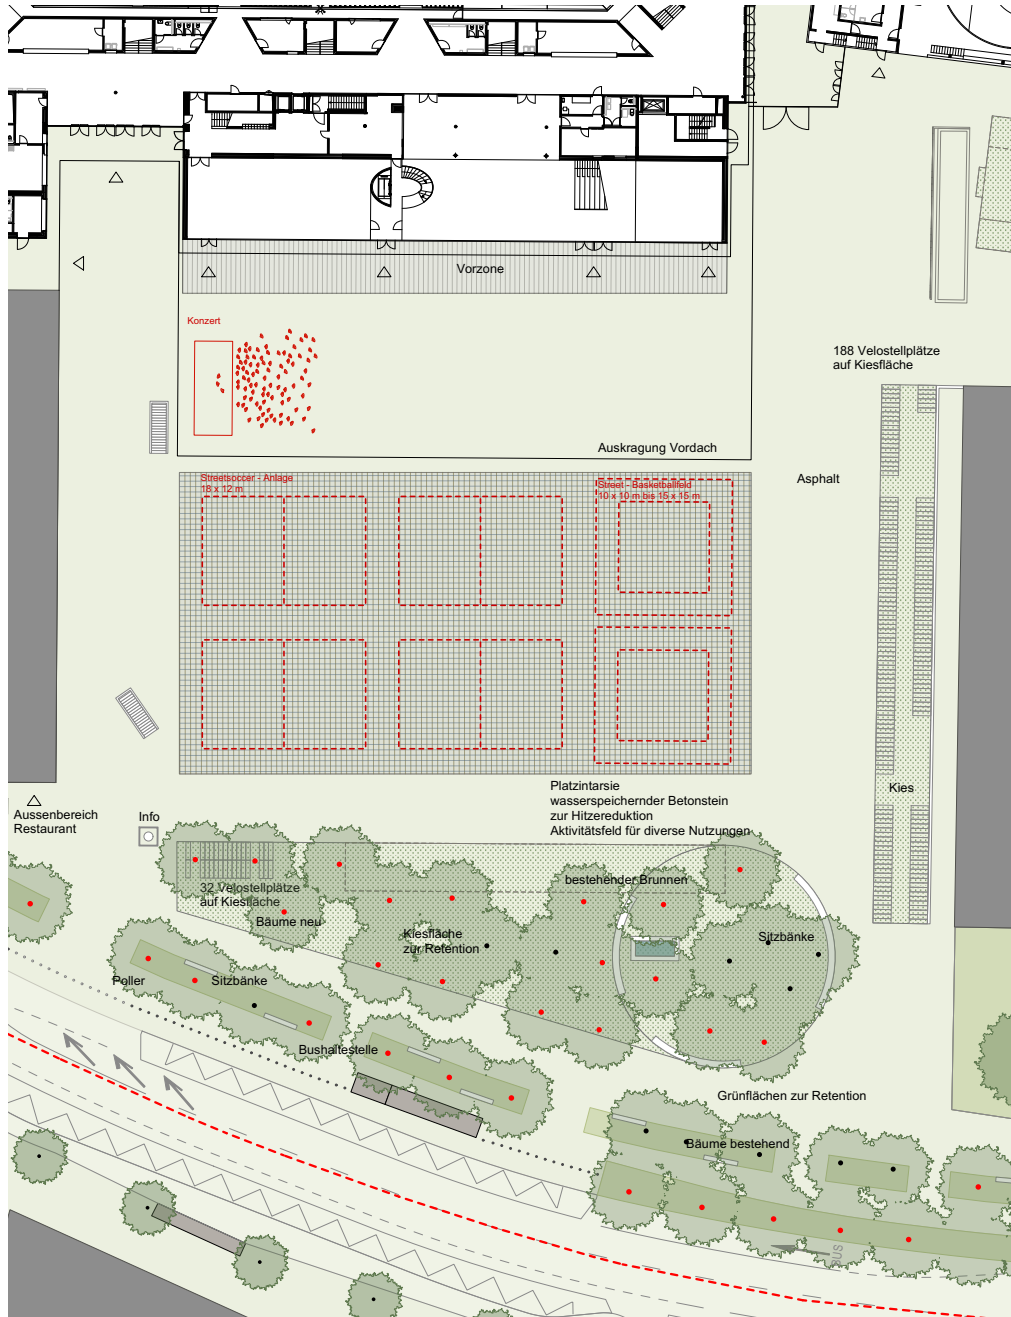 Vorzone
Konzert
188 Velostellplätze
auf Kiesfläche
Auskragung Vordach
Streetsoccer - Anlage
18 x 12 m
Street - Basketballfeld
10 x 10 m bis 15 x 15 m
Asphalt
Kies
Platzintarsie
wasserspeichernder Betonstein
zur Hitzereduktion
Aktivitätsfeld für diverse Nutzungen
Aussenbereich
Restaurant
Info
32 Velostellplätze
auf Kiesfläche
Bäume neu
bestehender Brunnen
Kiesfläche
zur Retention
Sitzbänke
Poller
Sitzbänke
Bushaltestelle
Grünflächen zur Retention
Bäume bestehend
BUS